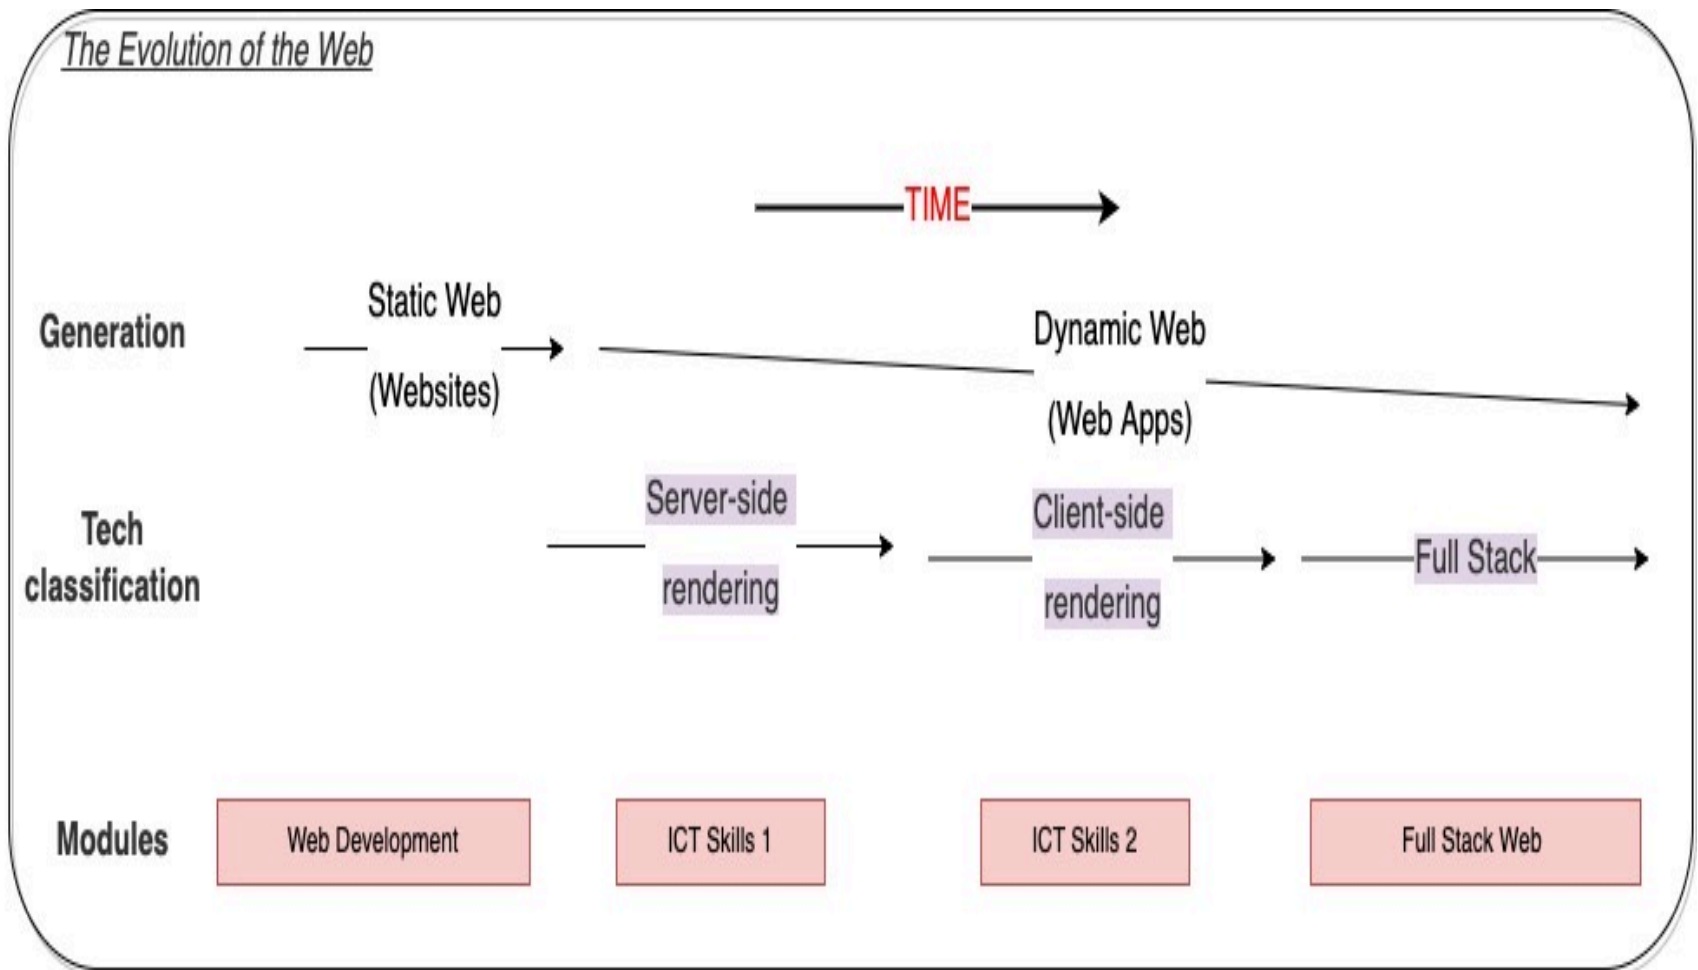 The Evolution of the Web
TIME
Generation
Static Web
(Websites)
Dynamic Web
(Web Apps)
Tech
classification
Server-side
rendering
Client-side
rendering
Full Stack
Modules
Web Development
ICT Skills 1
ICT Skills 2
Full Stack Web